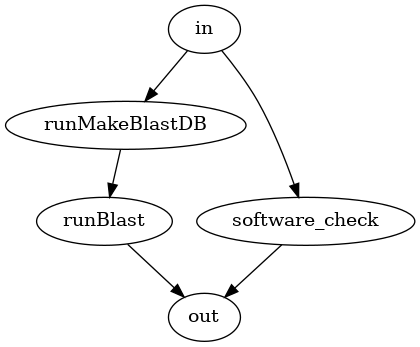 in
runMakeBlastDB
runBlast
software_check
out